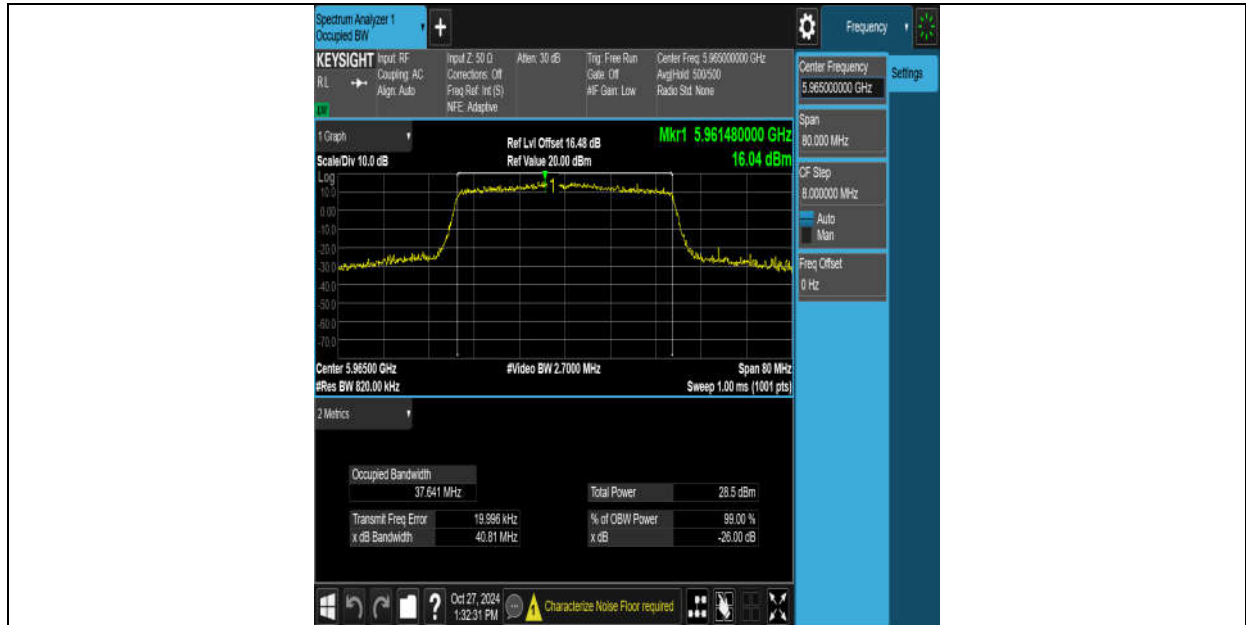 Spectrum Analyzer 1
Occupied BW
+
Frequency
KEYSIGHT
RL
Input: RF
Coupling: AC
Align: Auto
Input Z: 50 Ω
Corrections: Off
Freq Ref: Int (S)
NFE: Adaptive
Atten: 30 dB
Trig: Free Run
Gate: Off
#IF Gain: Low
Center Freq: 5.965000000 GHz
Avg|Hold: 500/500
Radio Std: None
Center Frequency
5.965000000 GHz
Settings
Span
80.000 MHz
CF Step
8.000000 MHz
Auto
Man
Freq Offset
0 Hz
1 Graph
Scale/Div 10.0 dB
Ref Lvl Offset 16.48 dB
Ref Value 20.00 dBm
Mkr1 5.961480000 GHz
16.04 dBm
Log
10.0
0.00
-10.0
-20.0
-30.0
-40.0
-50.0
-60.0
-70.0
1
Center 5.96500 GHz
#Video BW 2.7000 MHz
Span 80 MHz
#Res BW 820.00 kHz
Sweep 1.00 ms (1001 pts)
2 Metrics
Occupied Bandwidth
37.641 MHz
Total Power 28.5 dBm
Transmit Freq Error 19.996 kHz
% of OBW Power 99.00 %
x dB Bandwidth 40.81 MHz
x dB -26.00 dB
?
Oct 27, 2024
1:32:31 PM
Characterize Noise Floor required